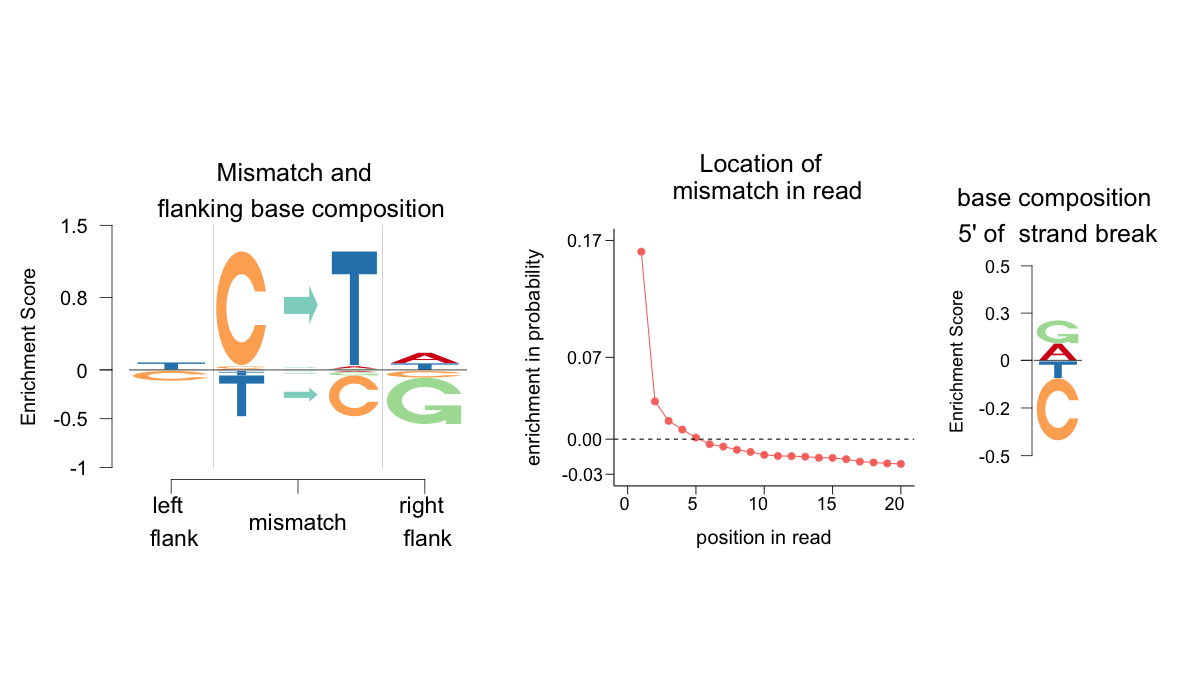 Mismatch and
flanking base composition
Enrichment Score
1.5
0.8
0
-0.5
-1
T
C
C
T
T
C
A
T
C
G
left
flank
mismatch
right
flank
Location of
mismatch in read
enrichment in probability
0.17
0.07
0.00
-0.03
0
5
10
15
20
position in read
base composition
5' of strand break
Enrichment Score
0.5
0.3
0
-0.2
-0.5
G
A
T
C